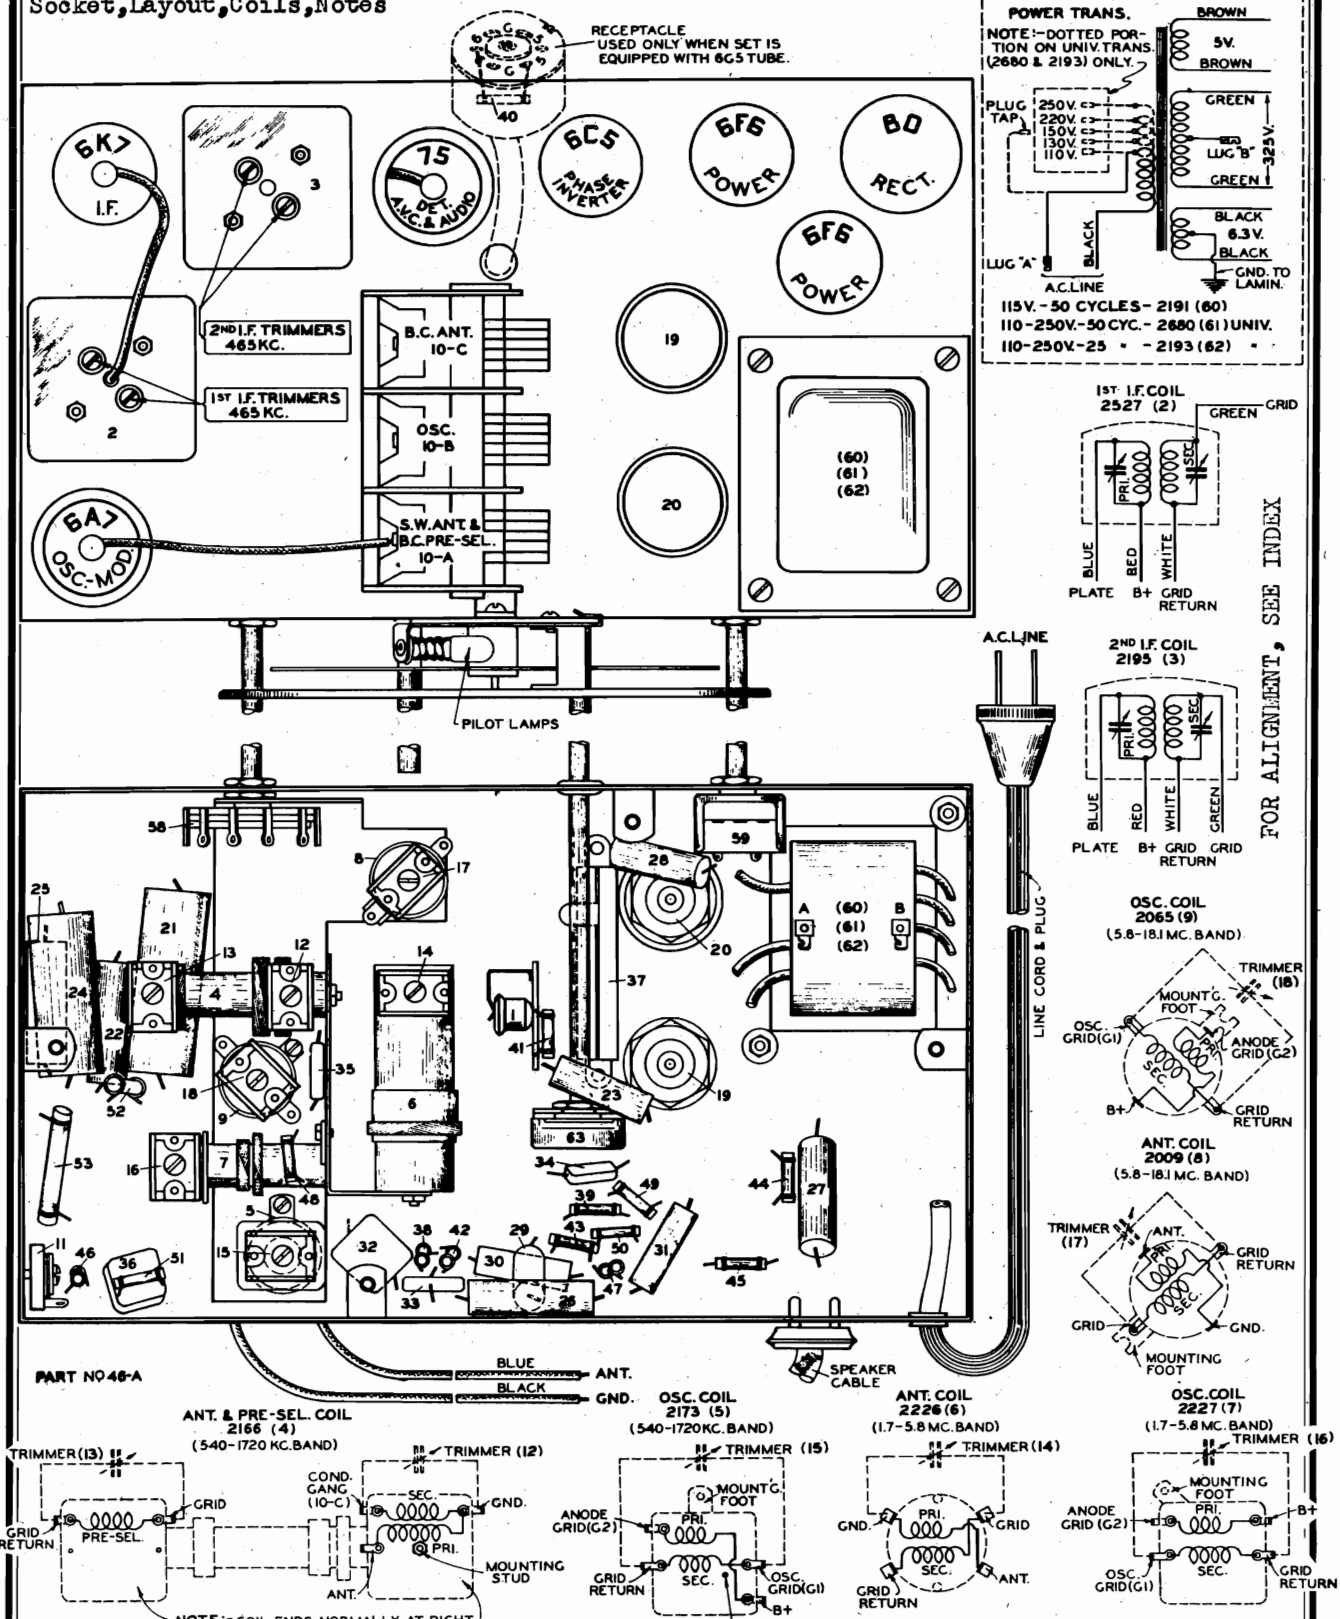 Socket,Layout,Coils,Notes
RECEPTACLE
USED ONLY WHEN SET IS
EQUIPPED WITH 6G5 TUBE.
6 G 5
G
40
6K7
I.F.
3
75
DET.
A.V.C. & AUDIO
6C5
PHASE
INVERTER
6F6
POWER
80
RECT.
6F6
POWER
2ND I.F. TRIMMERS
465 KC.
1ST I.F. TRIMMERS
465 KC.
2
B.C. ANT.
10-C
OSC.
10-B
S.W. ANT. &
B.C. PRE-SEL.
10-A
19
20
(60)
(61)
(62)
6A7
OSC-MOD.
PILOT LAMPS
POWER TRANS.
NOTE:-DOTTED POR-
TION ON UNIV. TRANS.
(2680 & 2193) ONLY.
BROWN
5V.
BROWN
PLUG
TAP
250V.
220V.
150V.
130V.
110V.
GREEN
LUG "B"
325V.
GREEN
BLACK
6.3V.
BLACK
LUG "A"
BLACK
A.C. LINE
GND. TO
LAMIN.
115V. - 50 CYCLES - 2191 (60)
110-250V.-50 CYC. - 2680 (61) UNIV.
110-250V.-25 " - 2193 (62) "
1ST I.F. COIL
2527 (2)
GREEN
GRID
PRI.
SEC.
BLUE
RED
WHITE
PLATE B+ GRID
RETURN
FOR ALIGNMENT, SEE INDEX
2ND I.F. COIL
2195 (3)
PRI.
SEC.
BLUE
RED
WHITE
GREEN
PLATE B+ GRID GRID
RETURN
A.C. LINE
LINE CORD & PLUG
OSC. COIL
2065 (9)
(5.8-18.1 MC. BAND)
TRIMMER
(18)
MOUNT'G.
FOOT
OSC.
GRID(G1)
ANODE
GRID(G2)
PRI.
SEC.
B+
GRID
RETURN
ANT. COIL
2009 (8)
(5.8-18.1 MC. BAND)
TRIMMER
(17)
ANT.
PRI.
SEC.
GRID
RETURN
GRID
GND.
MOUNTING
FOOT
58
8
17
59
28
25
21
13
12
14
20
A (60) B
(61)
(62)
24
4
22
37
41
35
18
9
52
6
23
19
63
53
16
7
48
34
49
44
27
5
39
43
50
31
11
46
36
51
15
32
38
42
29
30
33
47
26
45
PART NO 46-A
BLUE
ANT.
BLACK
GND.
SPEAKER
CABLE
ANT. & PRE-SEL. COIL
2166 (4)
(540-1720 KC. BAND)
TRIMMER (13)
TRIMMER (12)
COND.
GANG
(10-C)
SEC.
GND.
GRID
GRID
RETURN
PRE-SEL.
PRI.
ANT.
MOUNTING
STUD
NOTE:-COIL ENDS NORMALLY AT RIGHT
OSC. COIL
2173 (5)
(540-1720 KC. BAND)
TRIMMER (15)
MOUNT'G.
FOOT
ANODE
GRID(G2)
PRI.
GRID
RETURN
SEC.
OSC.
GRID(G1)
B+
ANT. COIL
2226 (6)
(1.7-5.8 MC. BAND)
TRIMMER (14)
GND.
PRI.
GRID
SEC.
GRID
RETURN
ANT.
OSC. COIL
2227 (7)
(1.7-5.8 MC. BAND)
TRIMMER (16)
MOUNTING
FOOT
ANODE
GRID (G2)
PRI.
B+
OSC.
GRID(G1)
SEC.
GRID
RETURN